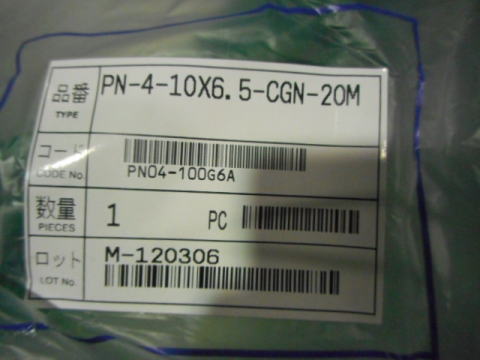 品番 PN-4-10X6.5-CGN-20M
TYPE
コード
CODE No. PN04-100G6A
数量 1 PC
PIECES
ロット M-120306
LOT No.